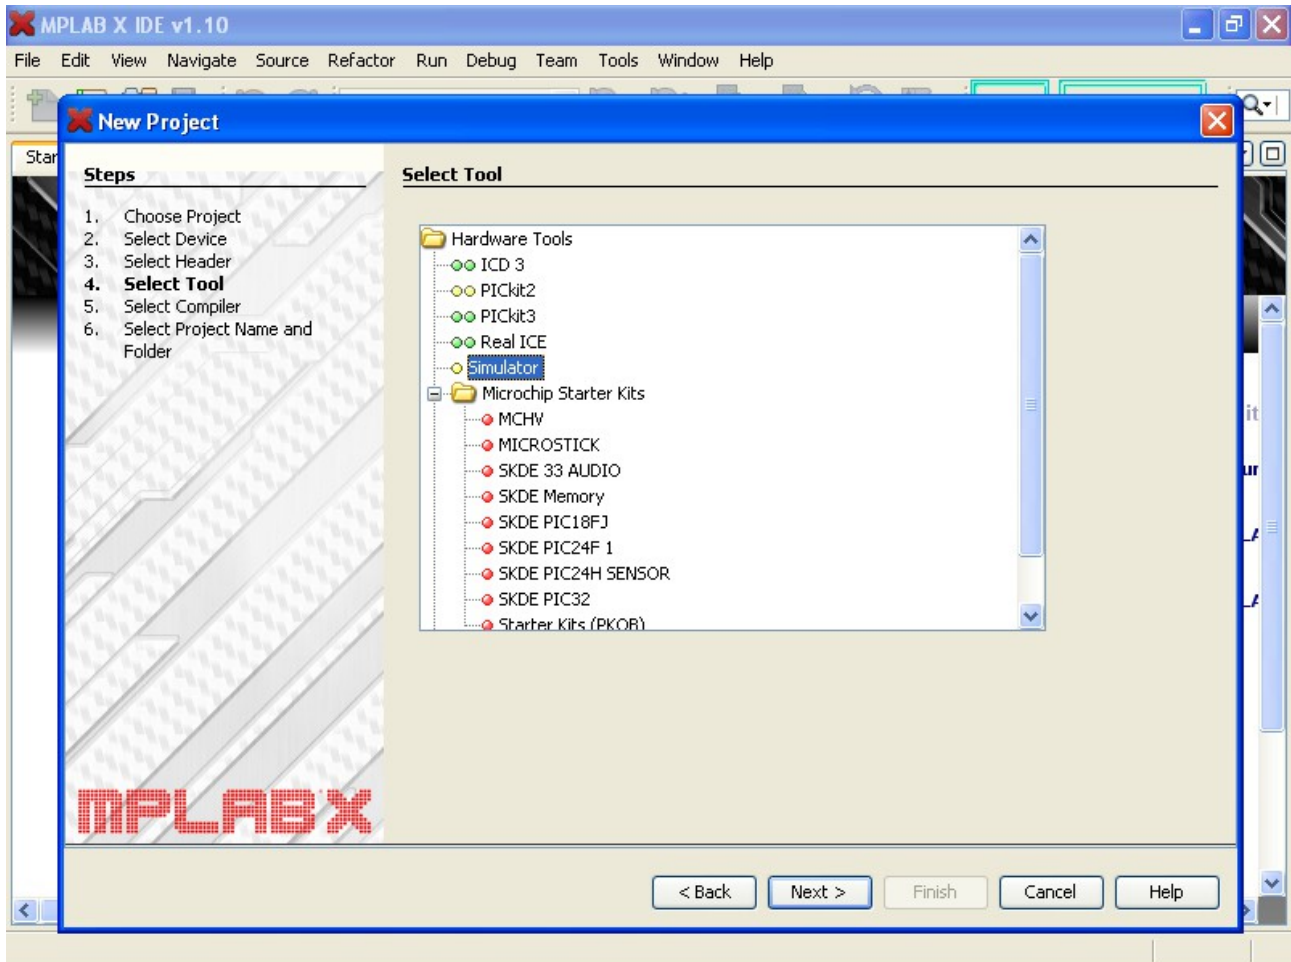 MPLAB X IDE v1.10
File Edit View Navigate Source Refactor Run Debug Team Tools Window Help
New Project
Steps
1. Choose Project
2. Select Device
3. Select Header
4. Select Tool
5. Select Compiler
6. Select Project Name and
Folder
MPLAB X
Select Tool
Hardware Tools
ICD 3
PICkit2
PICkit3
Real ICE
Simulator
Microchip Starter Kits
MCHV
MICROSTICK
SKDE 33 AUDIO
SKDE Memory
SKDE PIC18FJ
SKDE PIC24F 1
SKDE PIC24H SENSOR
SKDE PIC32
Starter Kits (PKOB)
< Back Next > Finish Cancel Help